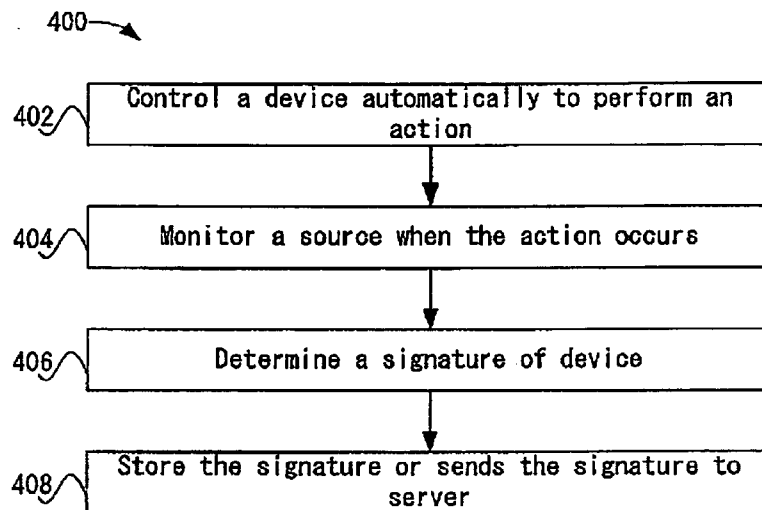 400
402
Control a device automatically to perform an
action
404
Monitor a source when the action occurs
406
Determine a signature of device
408
Store the signature or sends the signature to
server